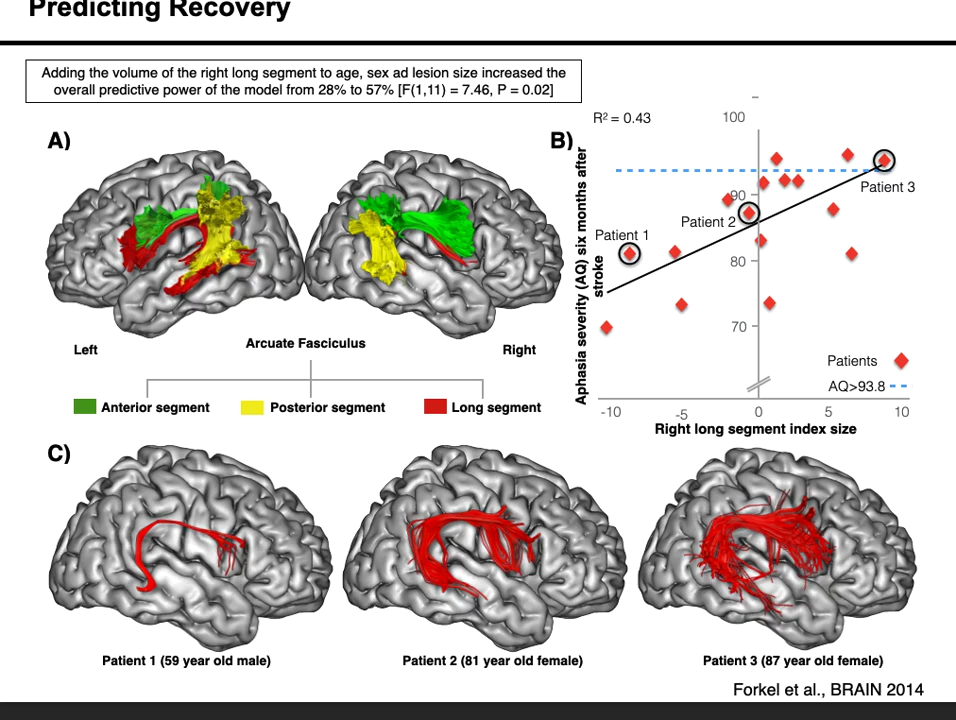 Predicting Recovery
Adding the volume of the right long segment to age, sex ad lesion size increased the
overall predictive power of the model from 28% to 57% [F(1,11) = 7.46, P = 0.02]
A)
Left
Right
Arcuate Fasciculus
Anterior segment
Posterior segment
Long segment
B)
R² = 0.43
Aphasia severity (AQ) six months after
stroke
100
90
80
70
Patient 1
Patient 2
Patient 3
Patients
AQ>93.8
-10
-5
0
5
10
Right long segment index size
C)
Patient 1 (59 year old male)
Patient 2 (81 year old female)
Patient 3 (87 year old female)
Forkel et al., BRAIN 2014